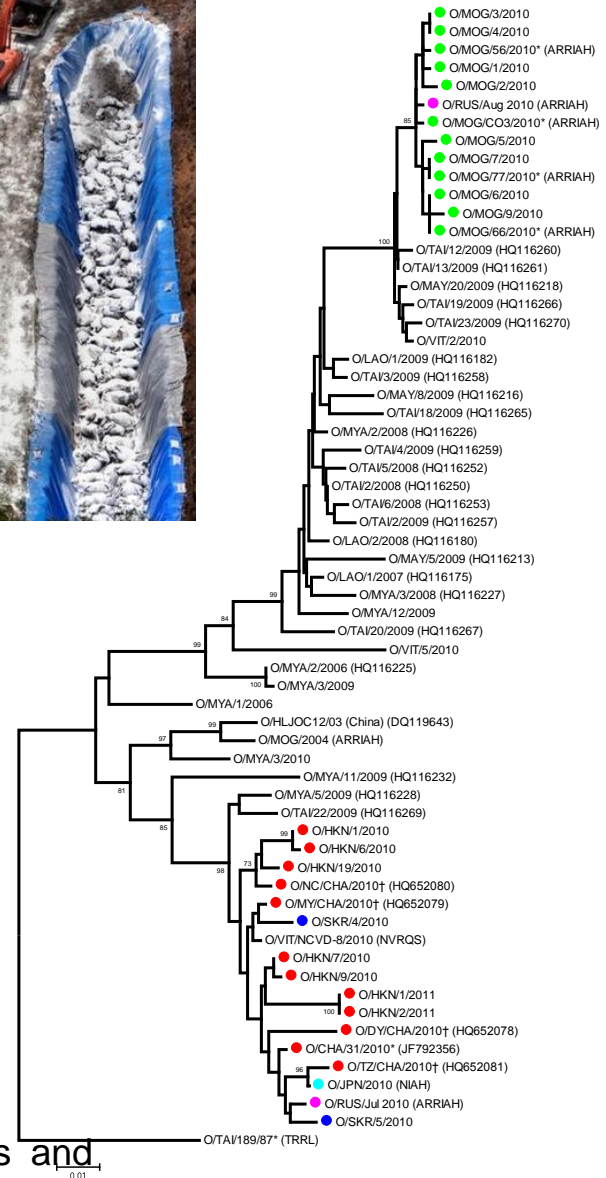 O/MOG/3/2010
O/MOG/4/2010
O/MOG/56/2010* (ARRIAH)
O/MOG/1/2010
O/MOG/2/2010
85
O/RUS/Aug 2010 (ARRIAH)
O/MOG/CO3/2010* (ARRIAH)
O/MOG/5/2010
O/MOG/7/2010
O/MOG/77/2010* (ARRIAH)
O/MOG/6/2010
O/MOG/9/2010
O/MOG/66/2010* (ARRIAH)
100
O/TAI/12/2009 (HQ116260)
O/TAI/13/2009 (HQ116261)
O/MAY/20/2009 (HQ116218)
O/TAI/19/2009 (HQ116266)
O/TAI/23/2009 (HQ116270)
O/VIT/2/2010
O/LAO/1/2009 (HQ116182)
O/TAI/3/2009 (HQ116258)
O/MAY/8/2009 (HQ116216)
O/TAI/18/2009 (HQ116265)
O/MYA/2/2008 (HQ116226)
O/TAI/4/2009 (HQ116259)
O/TAI/5/2008 (HQ116252)
O/TAI/2/2008 (HQ116250)
O/TAI/6/2008 (HQ116253)
O/TAI/2/2009 (HQ116257)
O/LAO/2/2008 (HQ116180)
O/MAY/5/2009 (HQ116213)
O/LAO/1/2007 (HQ116175)
O/MYA/3/2008 (HQ116227)
99
O/MYA/12/2009
84
O/TAI/20/2009 (HQ116267)
99
O/VIT/5/2010
O/MYA/2/2006 (HQ116225)
100
O/MYA/3/2009
O/MYA/1/2006
99
O/HLJOC12/03 (China) (DQ119643)
97
O/MOG/2004 (ARRIAH)
O/MYA/3/2010
81
O/MYA/11/2009 (HQ116232)
O/MYA/5/2009 (HQ116228)
85
O/TAI/22/2009 (HQ116269)
99
O/HKN/1/2010
O/HKN/6/2010
98
73
O/HKN/19/2010
O/NC/CHA/2010† (HQ652080)
O/MY/CHA/2010† (HQ652079)
O/SKR/4/2010
O/VIT/NCVD-8/2010 (NVRQS)
O/HKN/7/2010
O/HKN/9/2010
O/HKN/1/2011
100
O/HKN/2/2011
O/DY/CHA/2010† (HQ652078)
O/CHA/31/2010* (JF792356)
96
O/TZ/CHA/2010† (HQ652081)
O/JPN/2010 (NIAH)
O/RUS/Jul 2010 (ARRIAH)
O/SKR/5/2010
O/TAI/189/87* (TRRL)
s and
0.01